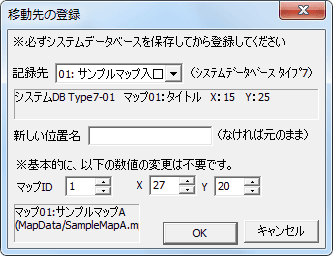 移動先の登録
※必ずシステムデータベースを保存してから登録してください
記録先 01: サンプルマップ入口 (システムデータベース タイプ7)
システムDB Type7-01 マップ01:タイトル X:15 Y:25
新しい位置名 (なければ元のまま)
※基本的に、以下の数値の変更は不要です。
マップID 1 X 27 Y 20
マップ01:サンプルマップA
(MapData/SampleMapA.m
OK キャンセル